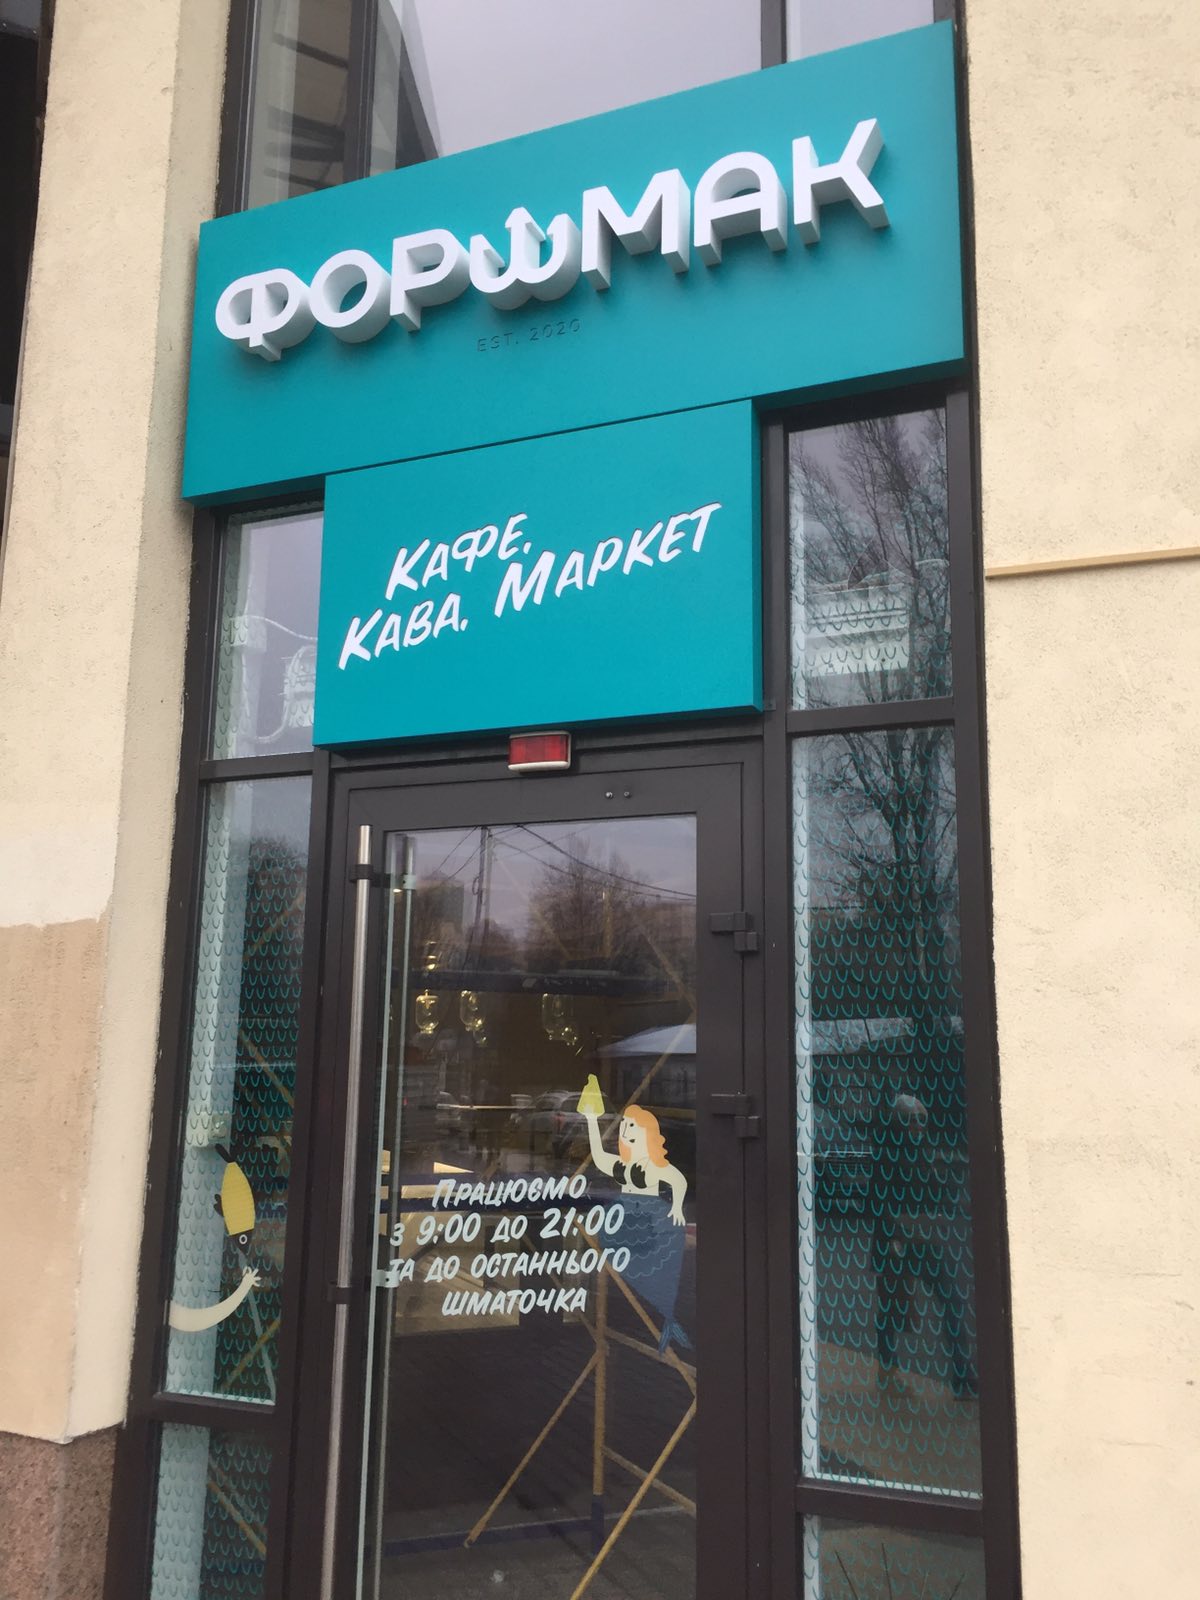 ФОРШМАК
EST. 2020
КАФЕ,
КАВА, МАРКЕТ
ПРАЦЮЄМО
З 9:00 ДО 21:00
ТА ДО ОСТАННЬОГО
ШМАТОЧКА